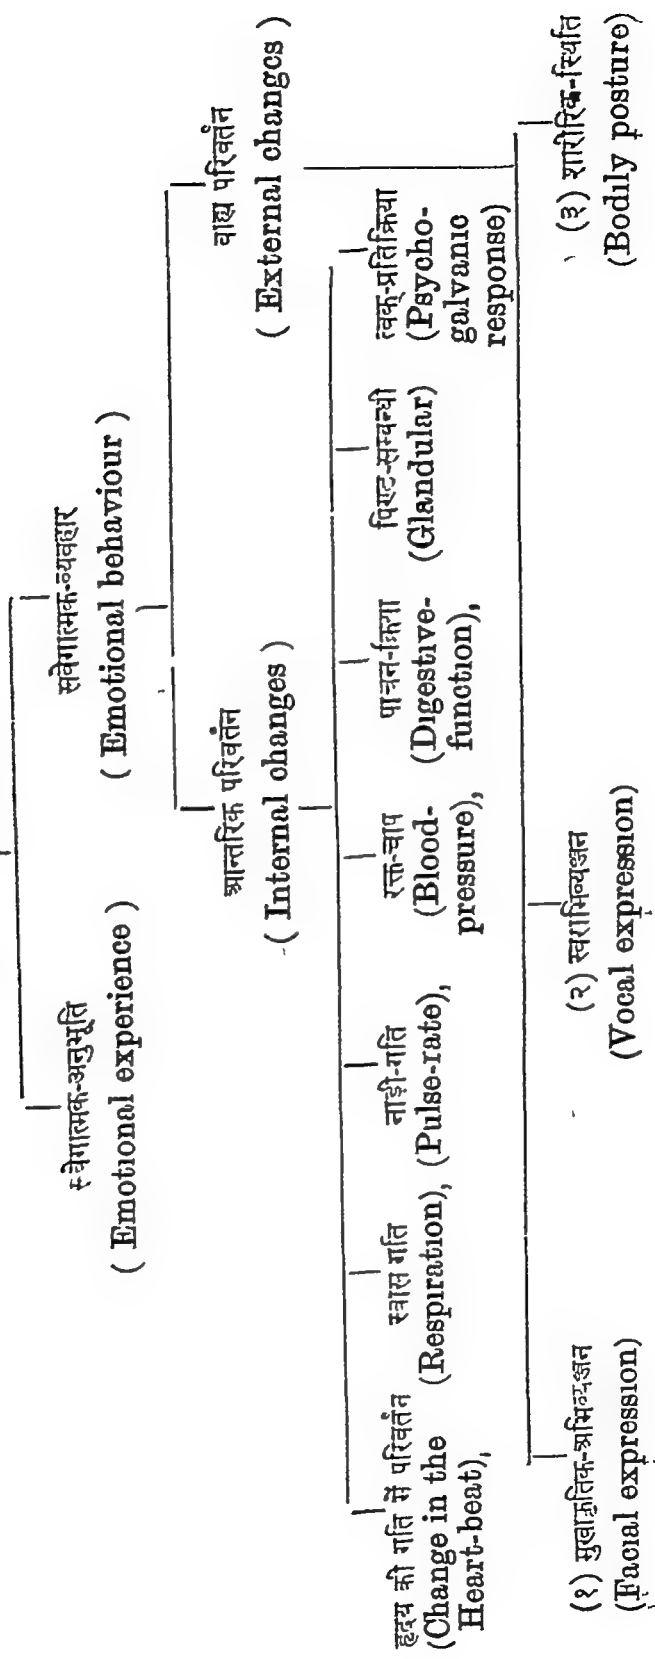 संवेगात्मक-अनुभूति
( Emotional experience )
सवेगात्मक-व्यवहार
( Emotional behaviour )
आन्तरिक परिवर्तन
( Internal changes )
वाह्य परिवर्तन
( External changes )
हृदय की गति में परिवर्तन
(Change in the
Heart-beat),
स्वास गति
(Respiration),
नाड़ी-गति
(Pulse-rate),
रक्त-चाप
(Blood-
pressure),
पाचन-क्रिया
(Digestive-
function),
पिण्ड-सम्बन्धी
(Glandular)
त्वक्-प्रतिक्रिया
(Psycho-
galvanic
response)
(१) मुखाकृतिक-अभिव्यञ्जन
(Facial expression)
(२) स्वराभिव्यञ्जन
(Vocal expression)
(३) शारीरिक-स्थिति
(Bodily posture)